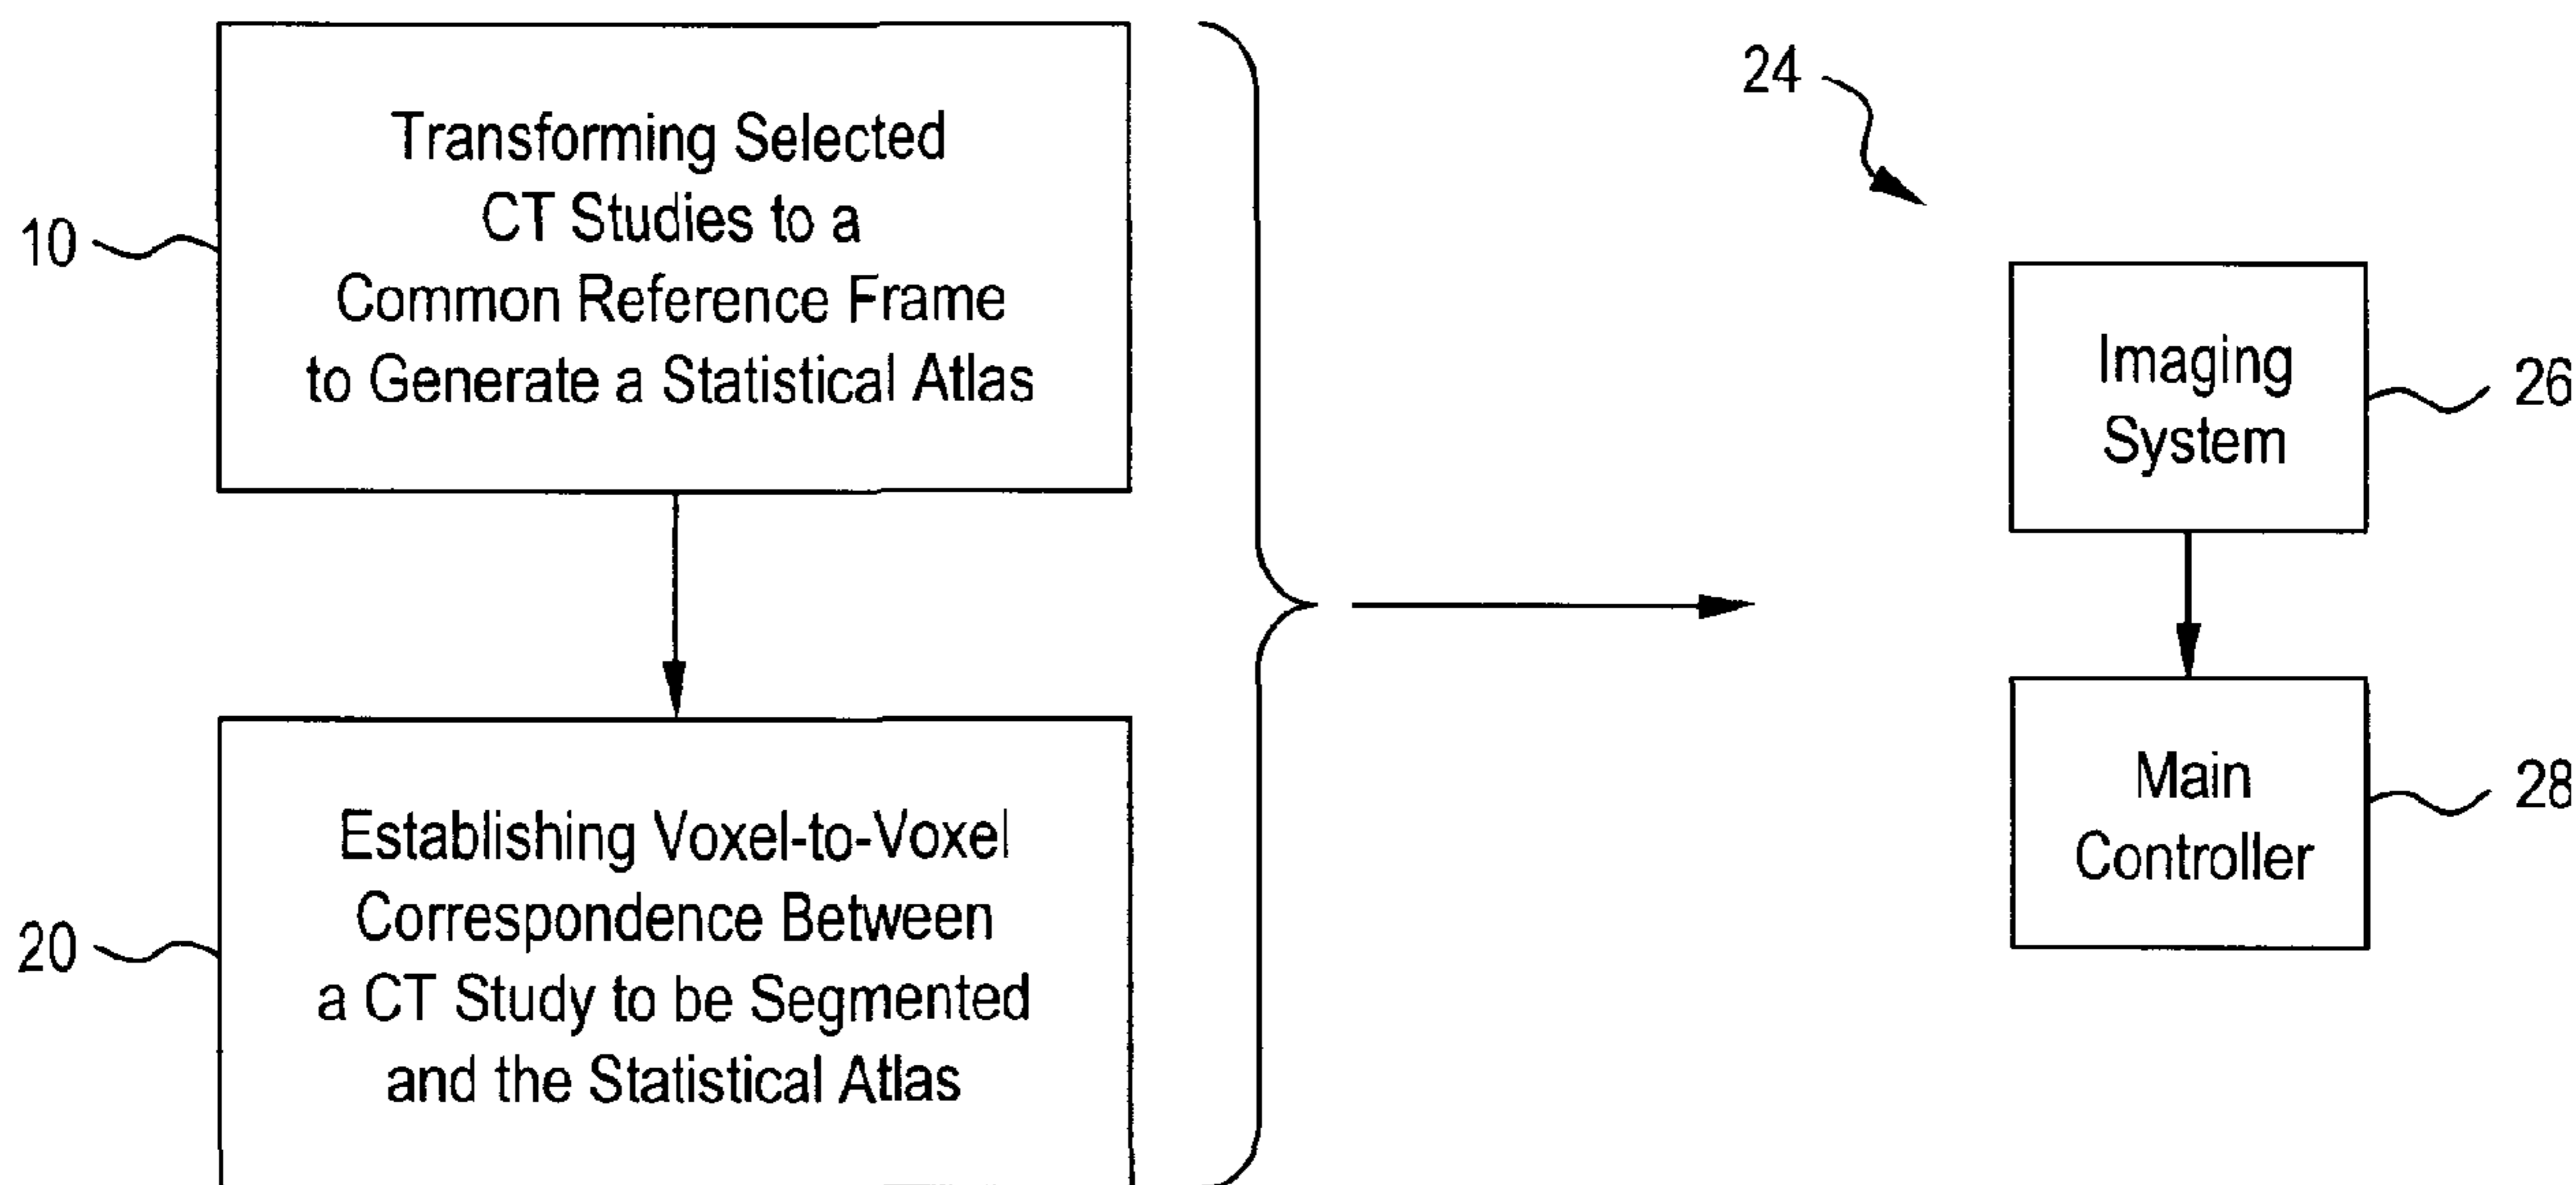 10
Transforming Selected
CT Studies to a
Common Reference Frame
to Generate a Statistical Atlas
20
Establishing Voxel-to-Voxel
Correspondence Between
a CT Study to be Segmented
and the Statistical Atlas
24
Imaging
System
26
Main
Controller
28